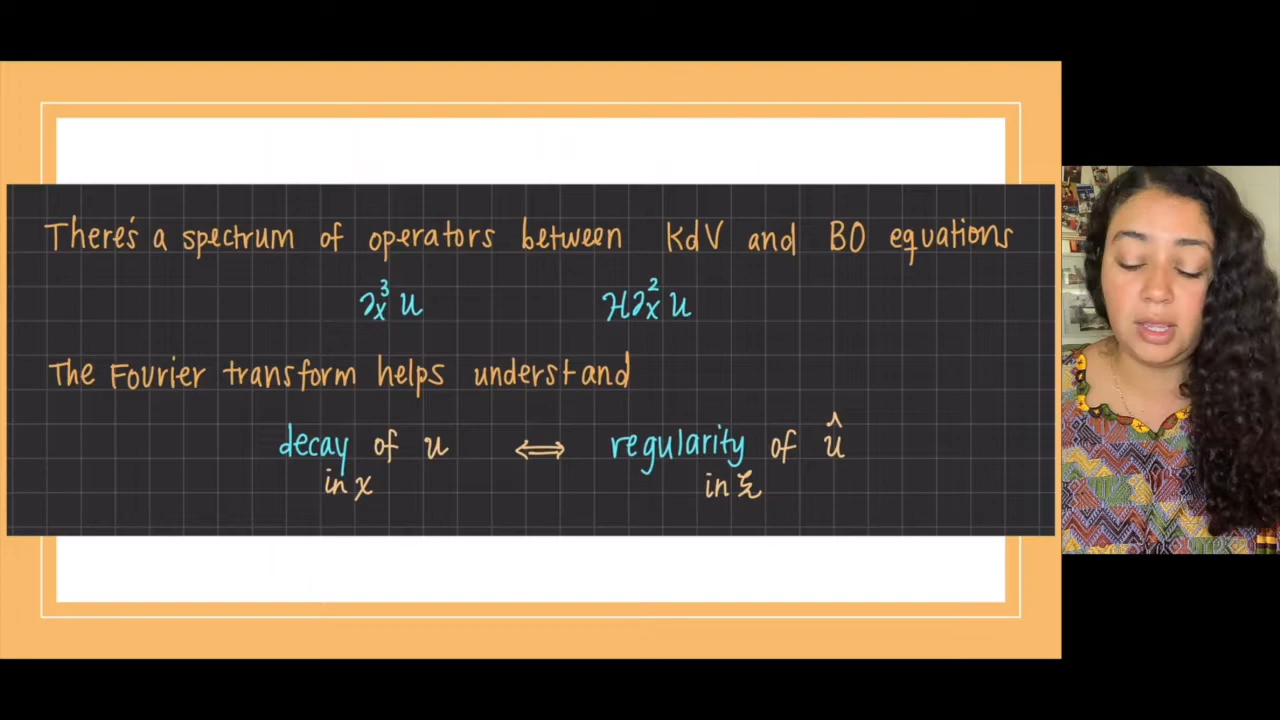 There's a spectrum of operators between KdV and BO equations
∂x³ u ℋ∂x² u
The Fourier transform helps understand
decay of u ⟺ regularity of û
in x in ξ